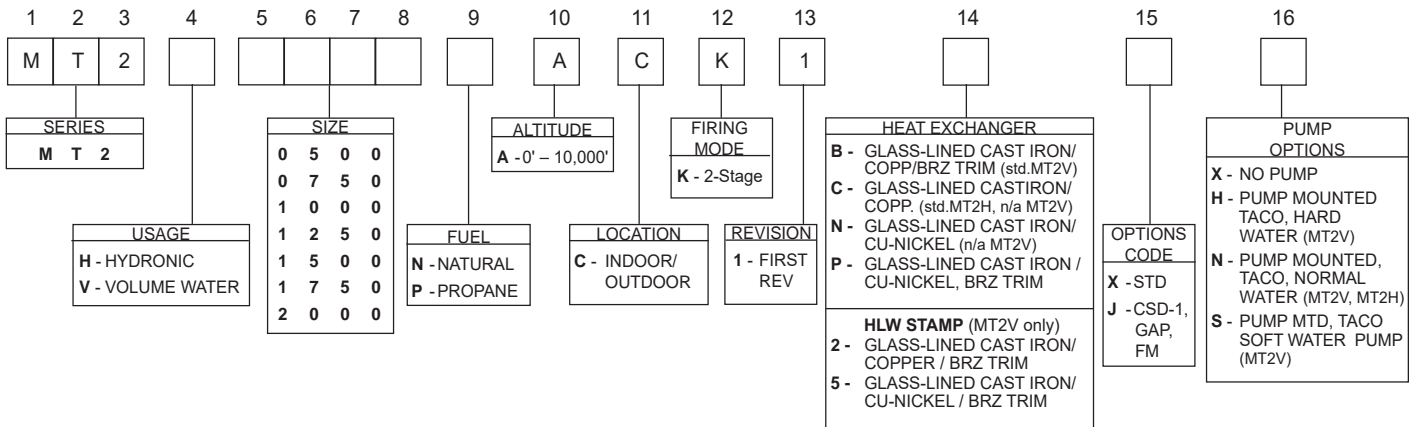 1 2 3 4 5 6 7 8 9 10 11 12 13 14 15 16
M T 2 A C K 1
SERIES
M T 2
USAGE
H - HYDRONIC
V - VOLUME WATER
SIZE
0 5 0 0
0 7 5 0
1 0 0 0
1 2 5 0
1 5 0 0
1 7 5 0
2 0 0 0
FUEL
N - NATURAL
P - PROPANE
ALTITUDE
A - 0' – 10,000'
LOCATION
C - INDOOR/
OUTDOOR
FIRING
MODE
K - 2-Stage
REVISION
1 - FIRST
REV
HEAT EXCHANGER
B - GLASS-LINED CAST IRON/
COPP/BRZ TRIM (std.MT2V)
C - GLASS-LINED CASTIRON/
COPP. (std.MT2H, n/a MT2V)
N - GLASS-LINED CAST IRON/
CU-NICKEL (n/a MT2V)
P - GLASS-LINED CAST IRON /
CU-NICKEL, BRZ TRIM
HLW STAMP (MT2V only)
2 - GLASS-LINED CAST IRON/
COPPER / BRZ TRIM
5 - GLASS-LINED CAST IRON/
CU-NICKEL / BRZ TRIM
OPTIONS
CODE
X - STD
J - CSD-1,
GAP,
FM
PUMP
OPTIONS
X - NO PUMP
H - PUMP MOUNTED
TACO, HARD
WATER (MT2V)
N - PUMP MOUNTED,
TACO, NORMAL
WATER (MT2V, MT2H)
S - PUMP MTD, TACO
SOFT WATER PUMP
(MT2V)